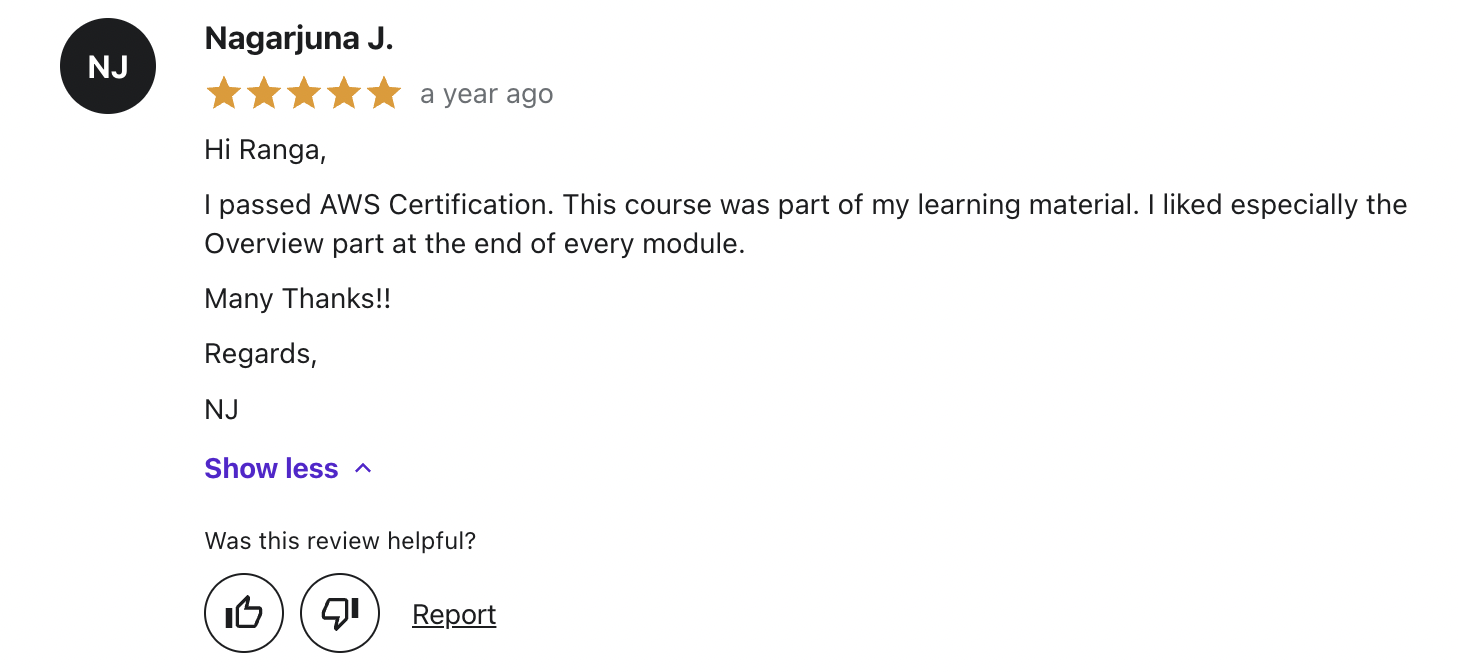 NJ
Nagarjuna J.
a year ago
Hi Ranga,
I passed AWS Certification. This course was part of my learning material. I liked especially the
Overview part at the end of every module.
Many Thanks!!
Regards,
NJ
Show less
Was this review helpful?
Report